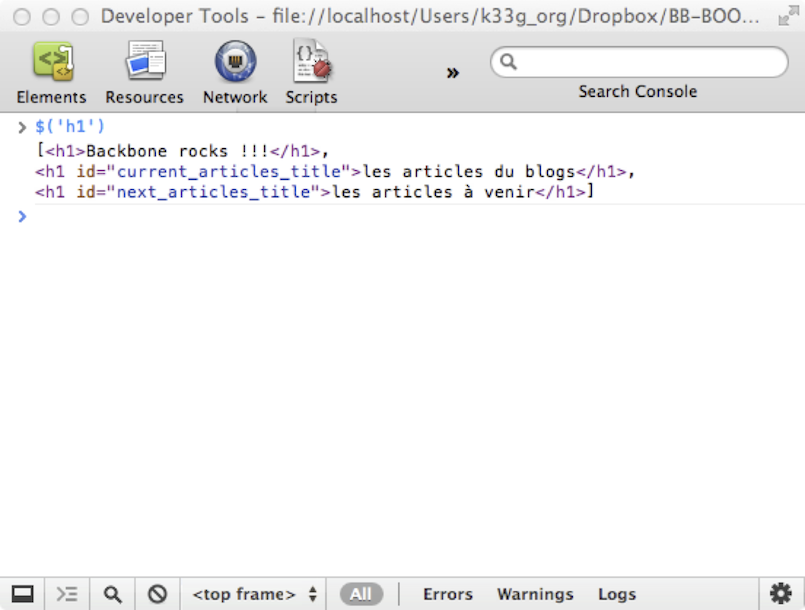 Developer Tools – file://localhost/Users/k33g_org/Dropbox/BB-BOO...
Elements Resources Network Scripts » Search Console
> $('h1')
[<h1>Backbone rocks !!!</h1>,
<h1 id="current_articles_title">les articles du blogs</h1>,
<h1 id="next_articles_title">les articles à venir</h1>]
>
<top frame> All Errors Warnings Logs